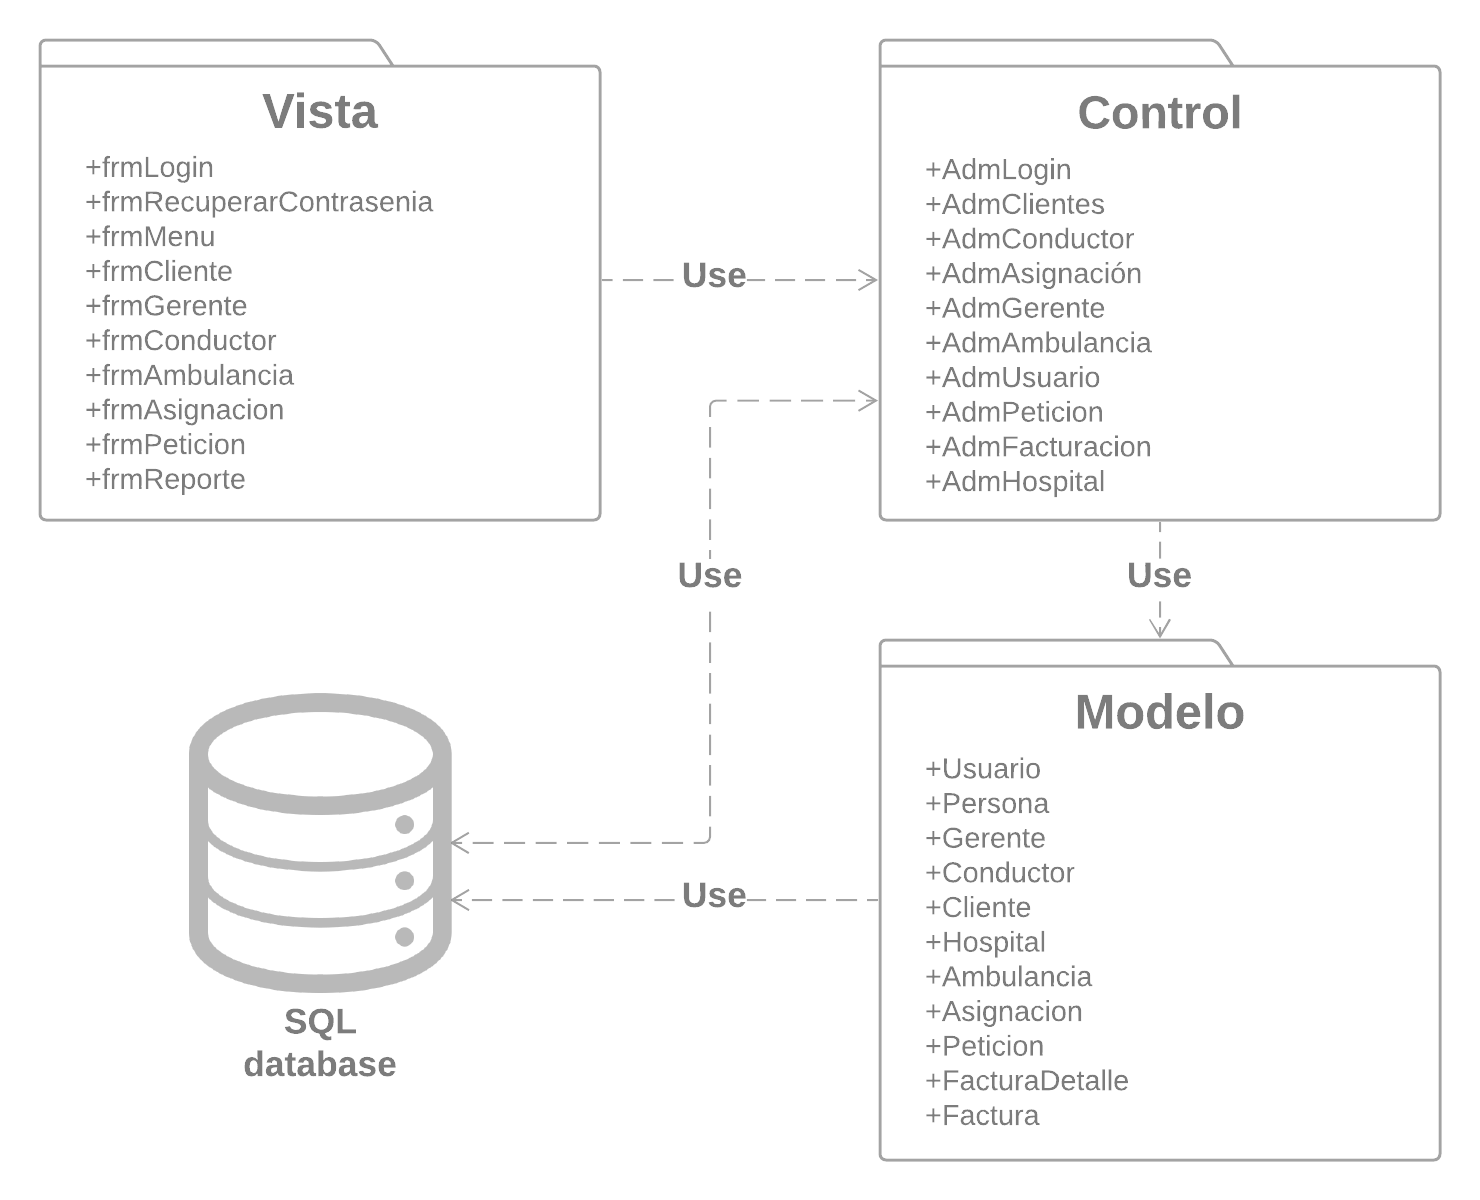 Vista
+frmLogin
+frmRecuperarContrasenia
+frmMenu
+frmCliente
+frmGerente
+frmConductor
+frmAmbulancia
+frmAsignacion
+frmPeticion
+frmReporte
Use
Control
+AdmLogin
+AdmClientes
+AdmConductor
+AdmAsignación
+AdmGerente
+AdmAmbulancia
+AdmUsuario
+AdmPeticion
+AdmFacturacion
+AdmHospital
Use
Use
Modelo
+Usuario
+Persona
+Gerente
+Conductor
+Cliente
+Hospital
+Ambulancia
+Asignacion
+Peticion
+FacturaDetalle
+Factura
Use
SQL
database